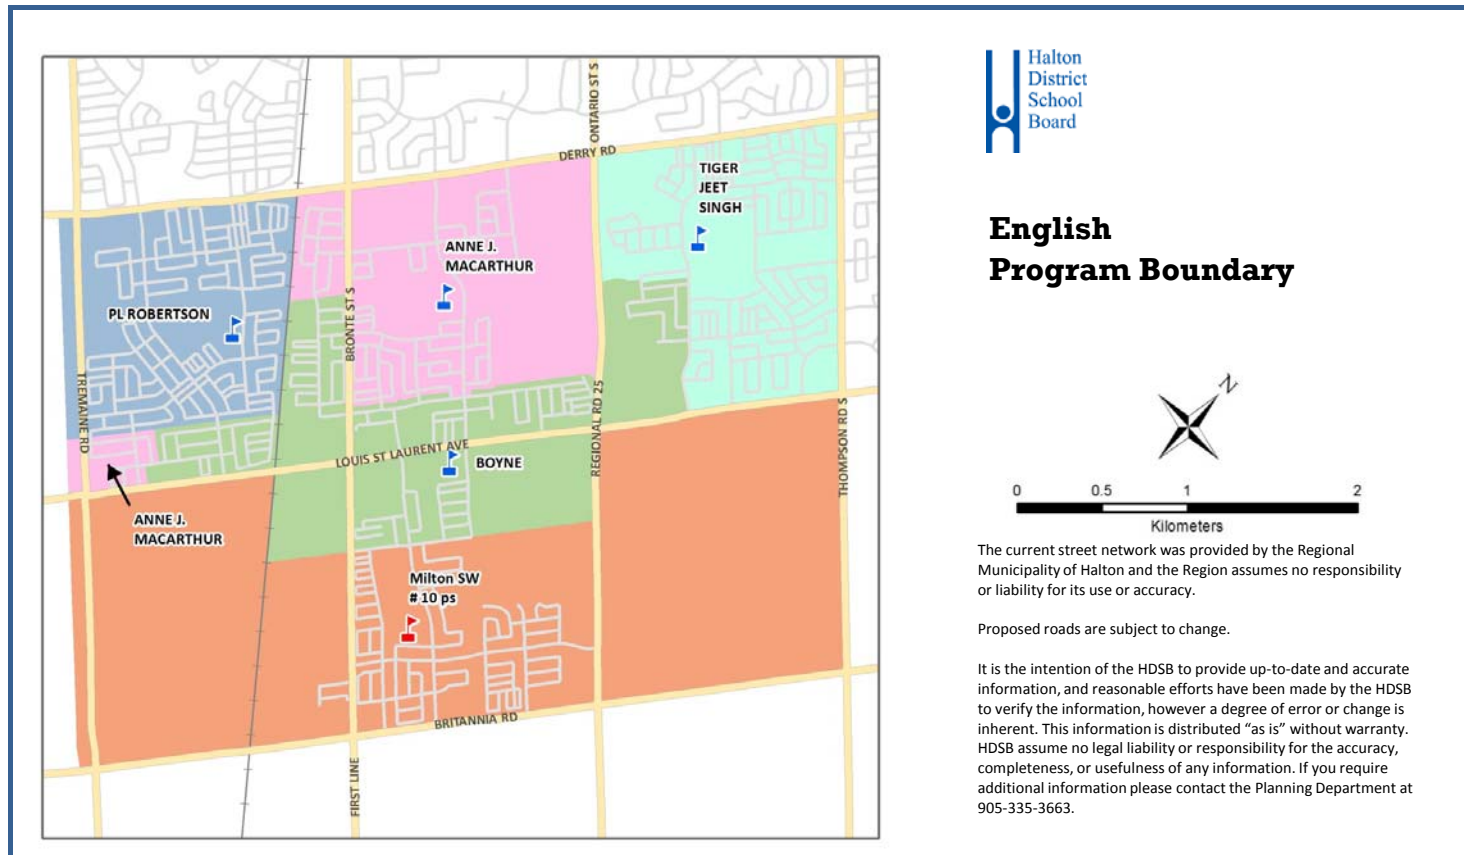 ONTARIO ST S
DERRY RD
TIGER
JEET
SINGH
ANNE J.
MACARTHUR
PL ROBERTSON
BRONTE ST S
TREMAINE RD
REGIONAL RD 25
THOMPSON RD S
LOUIS ST LAURENT AVE
BOYNE
ANNE J.
MACARTHUR
Milton SW
# 10 ps
BRITANNIA RD
FIRST LINE
Halton
District
School
Board
English
Program Boundary
N
0 0.5 1 2
Kilometers
The current street network was provided by the Regional
Municipality of Halton and the Region assumes no responsibility
or liability for its use or accuracy.
Proposed roads are subject to change.
It is the intention of the HDSB to provide up-to-date and accurate
information, and reasonable efforts have been made by the HDSB
to verify the information, however a degree of error or change is
inherent. This information is distributed “as is” without warranty.
HDSB assume no legal liability or responsibility for the accuracy,
completeness, or usefulness of any information. If you require
additional information please contact the Planning Department at
905-335-3663.